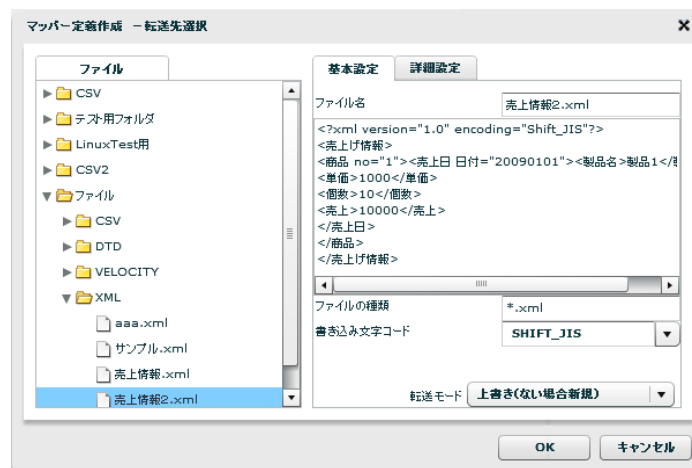 マッパー定義作成 －転送先選択
ファイル
CSV
テスト用フォルダ
LinuxTest用
CSV2
ファイル
CSV
DTD
VELOCITY
XML
aaa.xml
サンプル.xml
売上情報.xml
売上情報2.xml
基本設定 詳細設定
ファイル名 売上情報2.xml
<?xml version="1.0" encoding="Shift_JIS"?>
<売上げ情報>
<商品 no="1"><売上日 日付="20090101"><製品名>製品1</
<単価>1000</単価>
<個数>10</個数>
<売上>10000</売上>
</売上日>
</商品>
</売上げ情報>
ファイルの種類 *.xml
書き込み文字コード SHIFT_JIS
転送モード 上書き(ない場合新規)
OK キャンセル